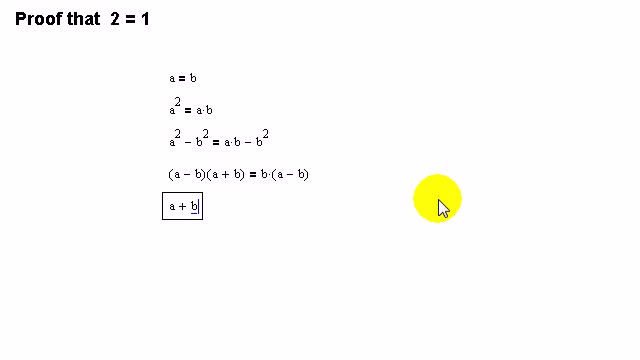 Proof that 2 = 1
a = b
a² = a·b
a² − b² = a·b − b²
(a − b)(a + b) = b·(a − b)
a + b